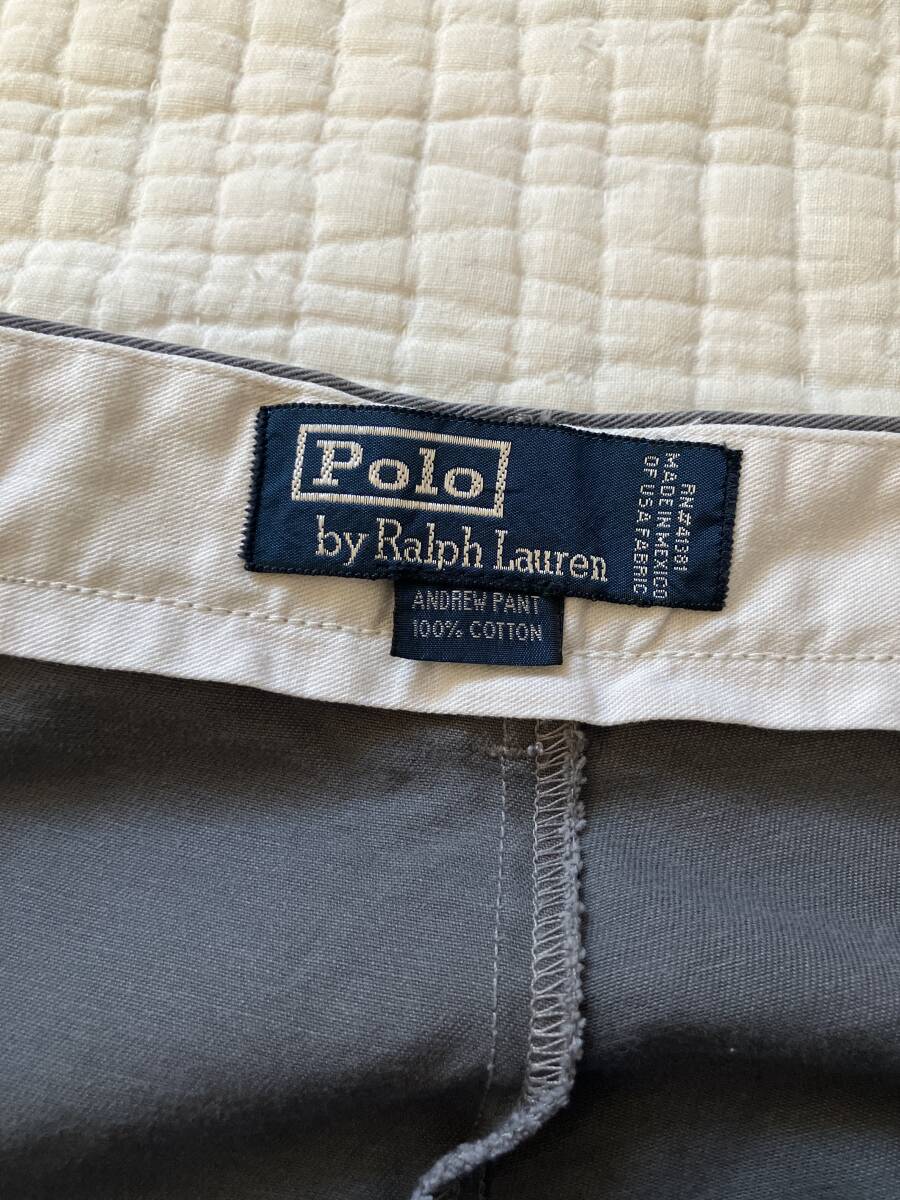 Polo
by Ralph Lauren
RN#41381
MADE IN MEXICO
OF USA FABRIC
ANDREW PANT
100% COTTON